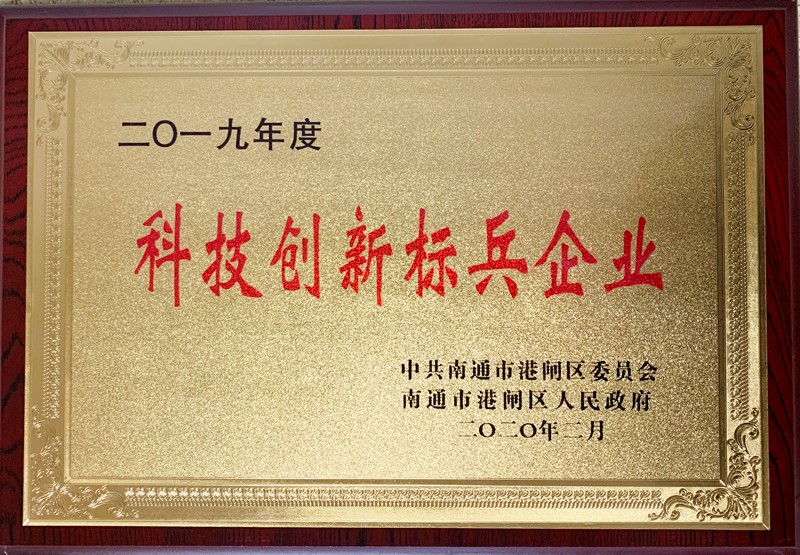 二〇一九年度
科技创新标兵企业
中共南通市港闸区委员会
南通市港闸区人民政府
二〇二〇年二月